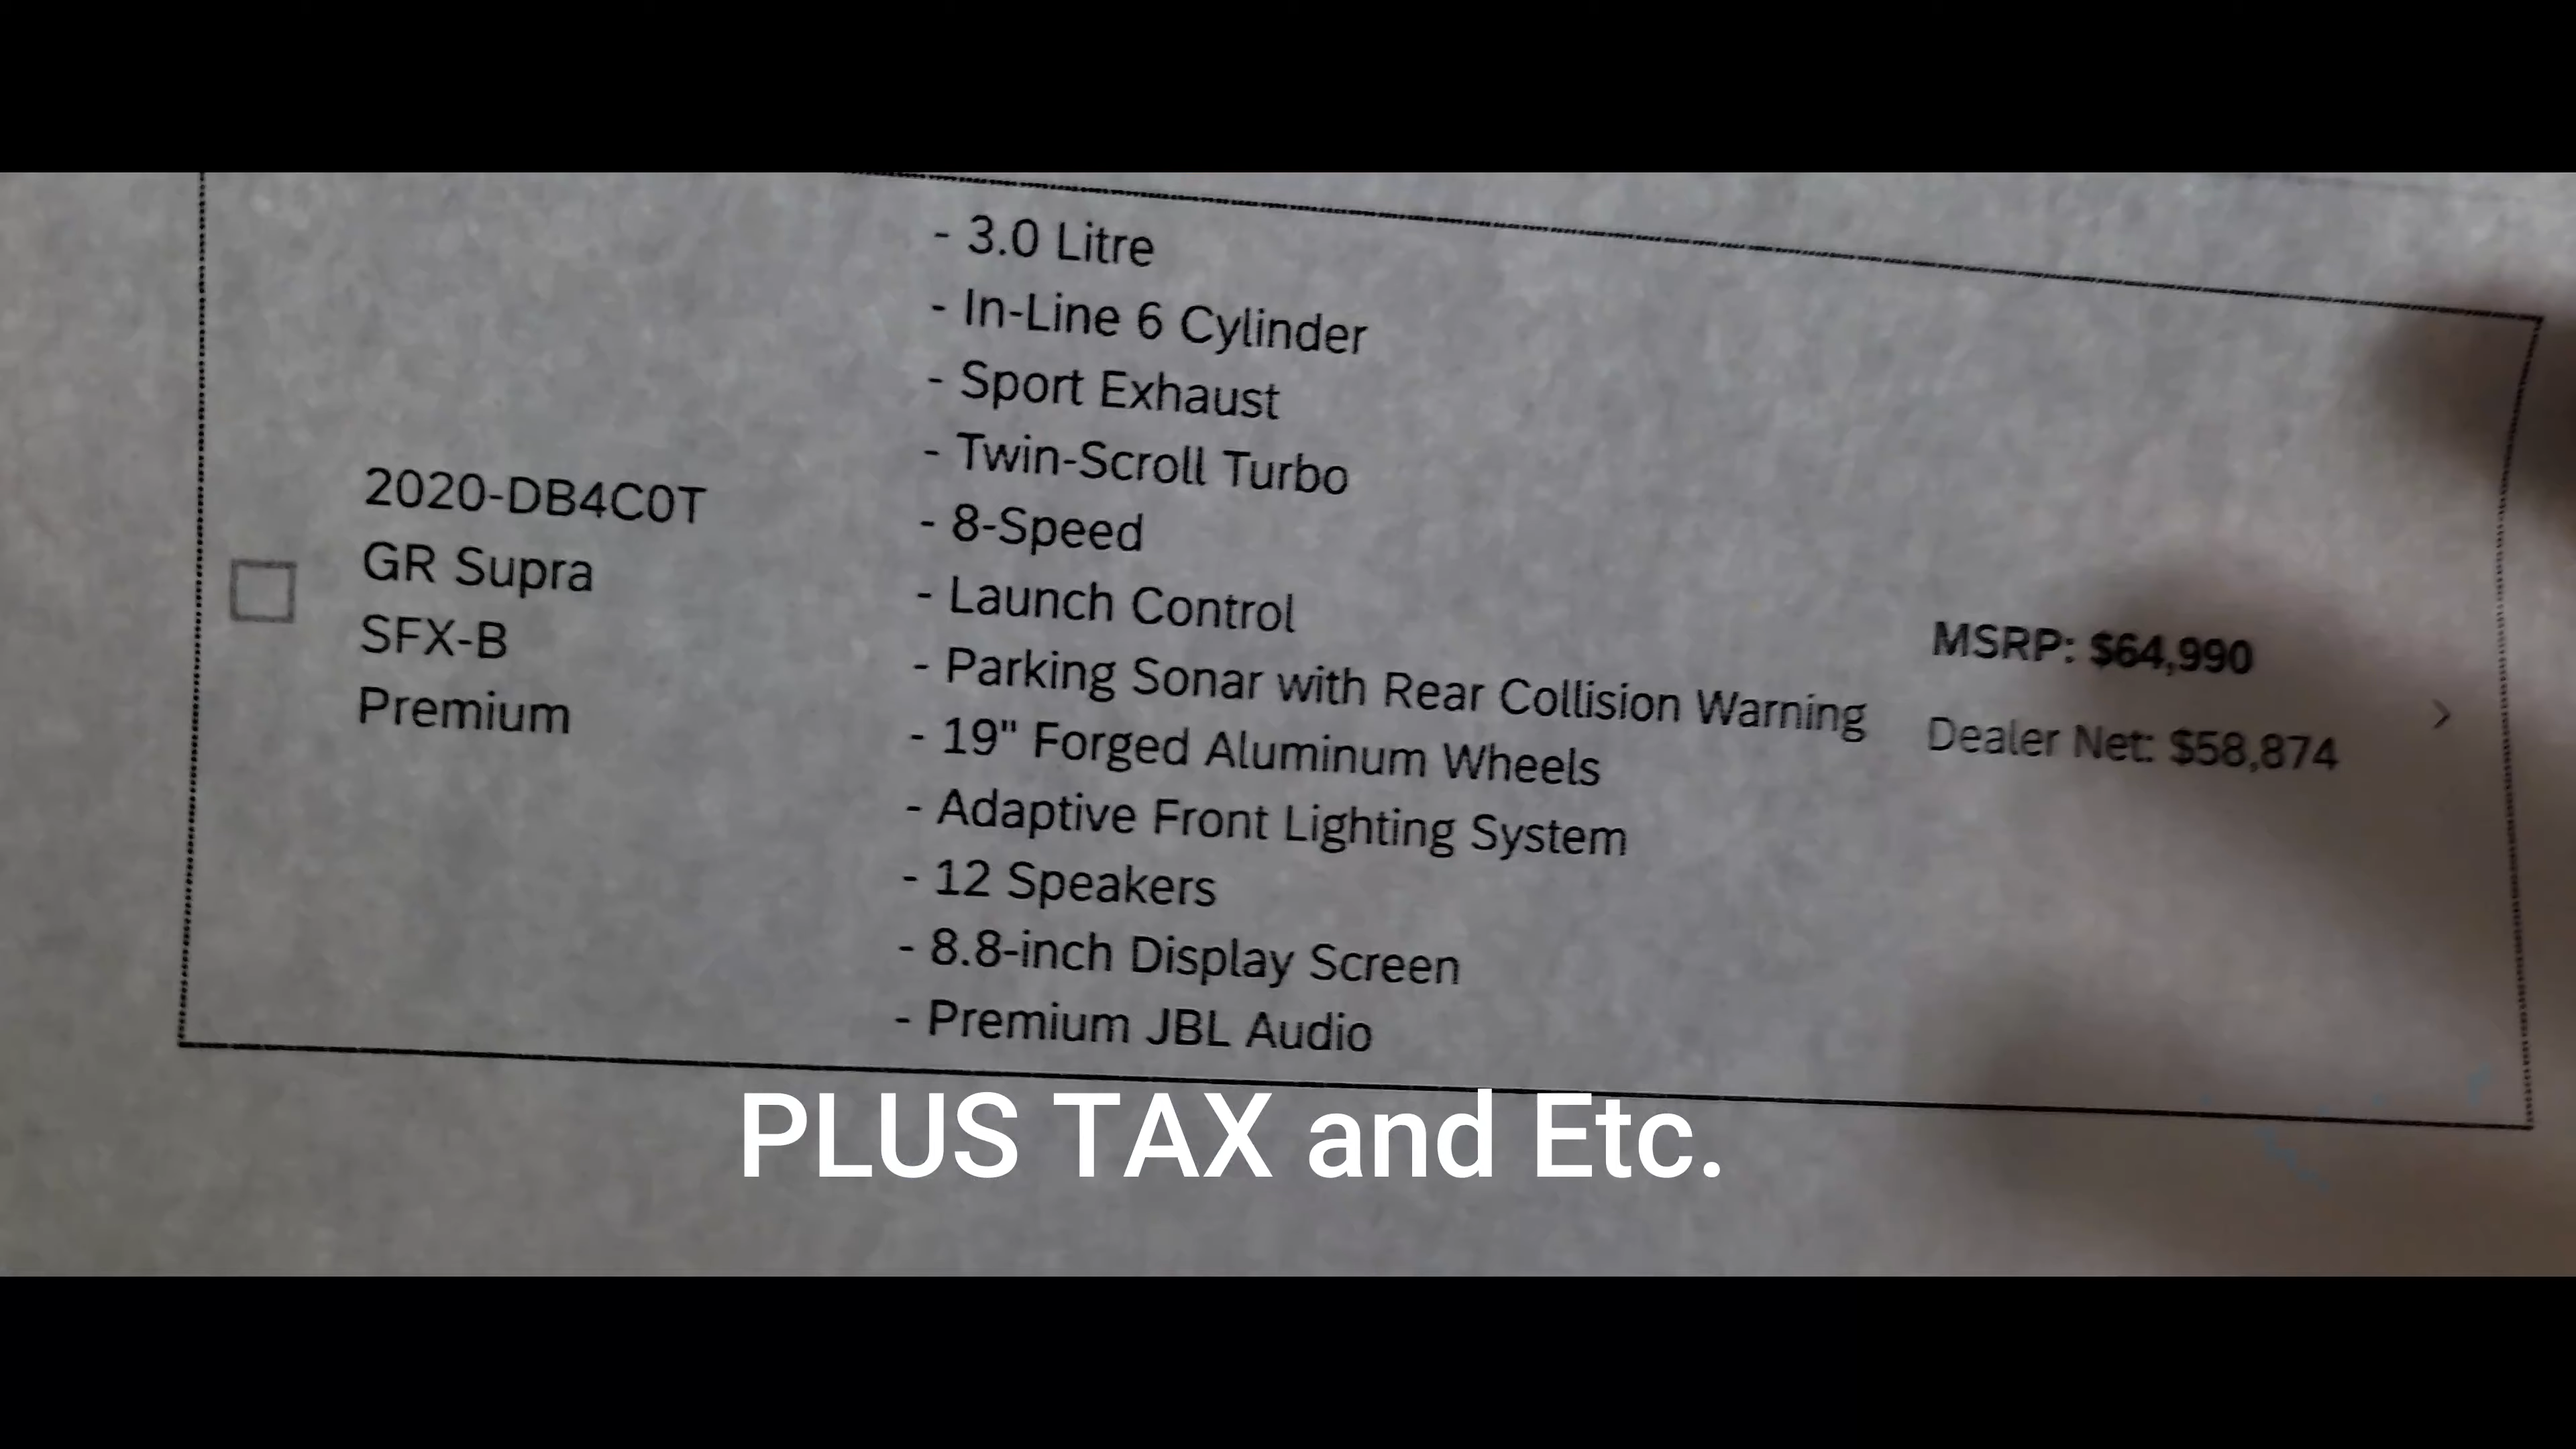 2020-DB4C0T
GR Supra
SFX-B
Premium
- 3.0 Litre
- In-Line 6 Cylinder
- Sport Exhaust
- Twin-Scroll Turbo
- 8-Speed
- Launch Control
- Parking Sonar with Rear Collision Warning
- 19" Forged Aluminum Wheels
- Adaptive Front Lighting System
- 12 Speakers
- 8.8-inch Display Screen
- Premium JBL Audio
MSRP: $64,990
Dealer Net: $58,874
PLUS TAX and Etc.